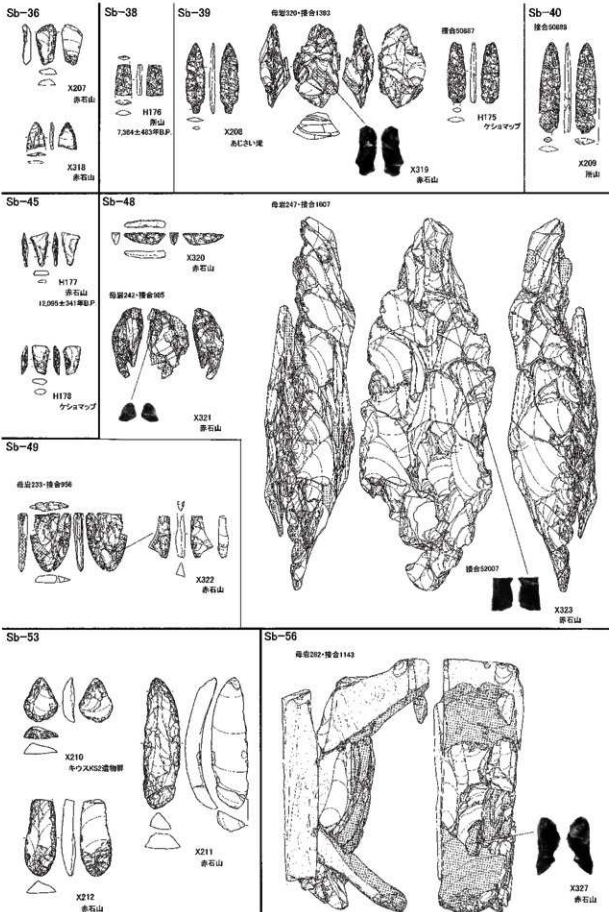 Sb-36
X207
赤石山
X318
赤石山
Sb-38
H176
所山
7,364±483年B.P.
Sb-39
母岩320・接合1383
X208
あじさい滝
X319
赤石山
接合50887
H175
ケショマップ
Sb-40
接合50888
X209
所山
Sb-45
H177
赤石山
12,095±341年B.P.
H178
ケショマップ
Sb-48
X320
赤石山
母岩242・接合985
X321
赤石山
母岩247・接合1007
接合52007
X323
赤石山
Sb-49
母岩233・接合956
X322
赤石山
Sb-53
X210
キウスKS2遺物群
X211
赤石山
X212
赤石山
Sb-56
母岩282・接合1143
X327
赤石山